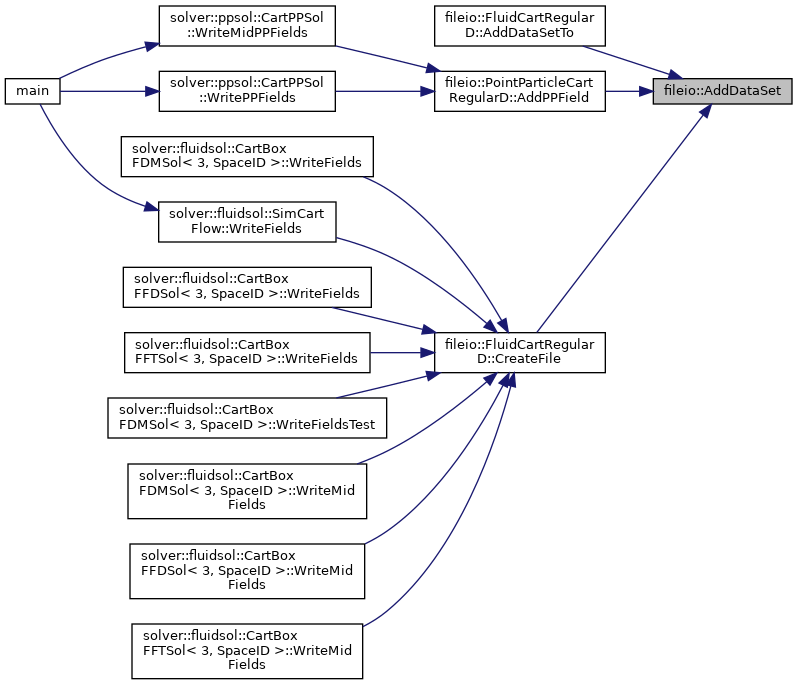 solver::ppsol::CartPPSol
::WriteMidPPFields
fileio::FluidCartRegular
D::AddDataSetTo
main
solver::ppsol::CartPPSol
::WritePPFields
fileio::PointParticleCart
RegularD::AddPPField
fileio::AddDataSet
solver::fluidsol::CartBox
FDMSol< 3, SpaceID >::WriteFields
solver::fluidsol::SimCart
Flow::WriteFields
solver::fluidsol::CartBox
FFDSol< 3, SpaceID >::WriteFields
solver::fluidsol::CartBox
FFTSol< 3, SpaceID >::WriteFields
fileio::FluidCartRegular
D::CreateFile
solver::fluidsol::CartBox
FDMSol< 3, SpaceID >::WriteFieldsTest
solver::fluidsol::CartBox
FDMSol< 3, SpaceID >::WriteMid
Fields
solver::fluidsol::CartBox
FFDSol< 3, SpaceID >::WriteMid
Fields
solver::fluidsol::CartBox
FFTSol< 3, SpaceID >::WriteMid
Fields